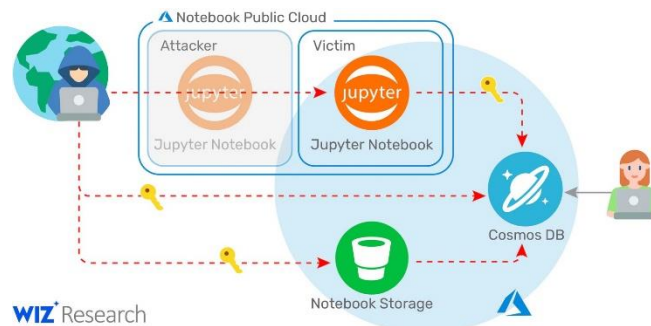 Notebook Public Cloud
Attacker
Victim
jupyter
jupyter
Jupyter Notebook
Jupyter Notebook
Cosmos DB
Notebook Storage
WIZ Research